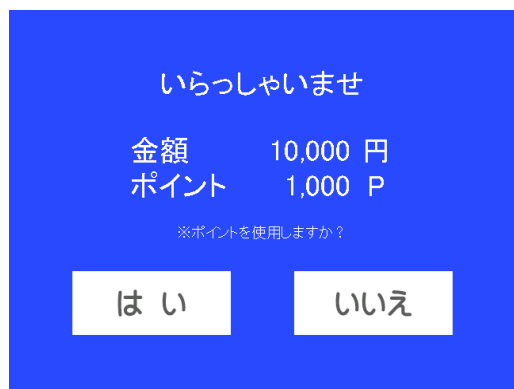 いらっしゃいませ
金額 10,000 円
ポイント 1,000 P
※ポイントを使用しますか？
はい
いいえ